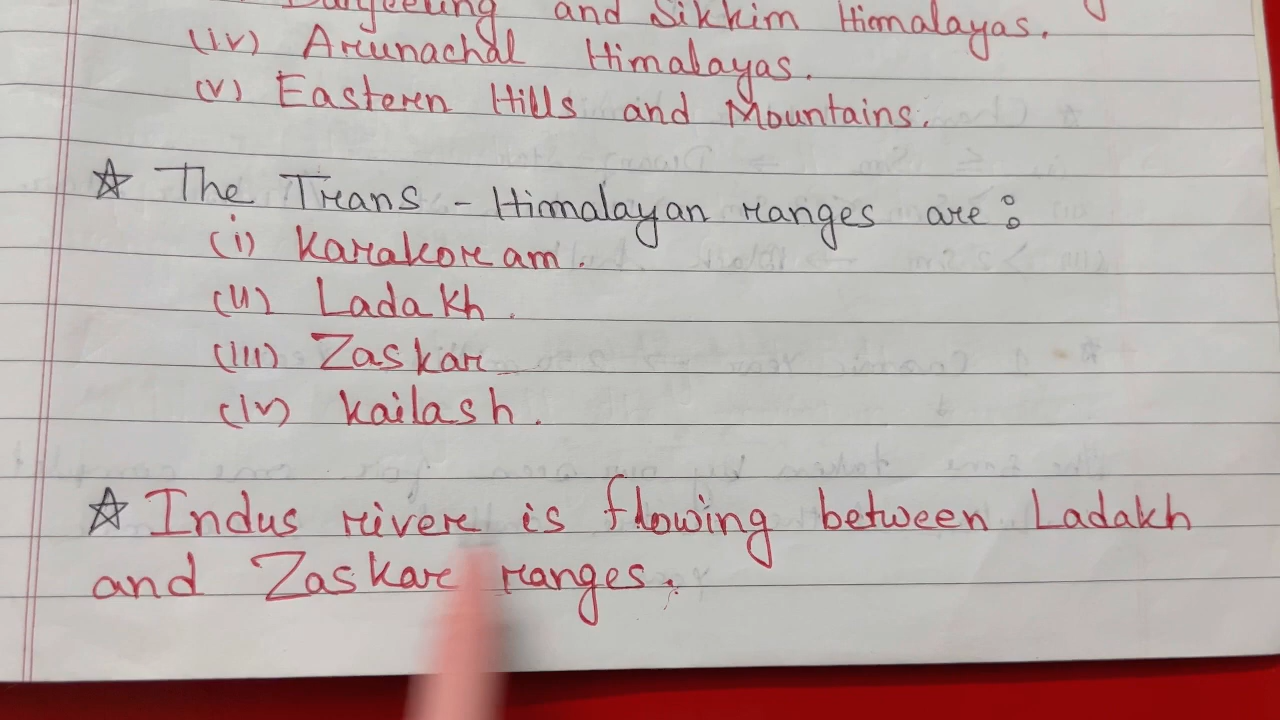 Darjeeling and Sikkim Himalayas.
(iv) Arunachal Himalayas.
(v) Eastern Hills and Mountains.
☆ The Trans - Himalayan ranges are :
(i) Karakoram.
(ii) Ladakh.
(iii) Zaskar
(iv) Kailash.
☆ Indus river is flowing between Ladakh
and Zaskar ranges.